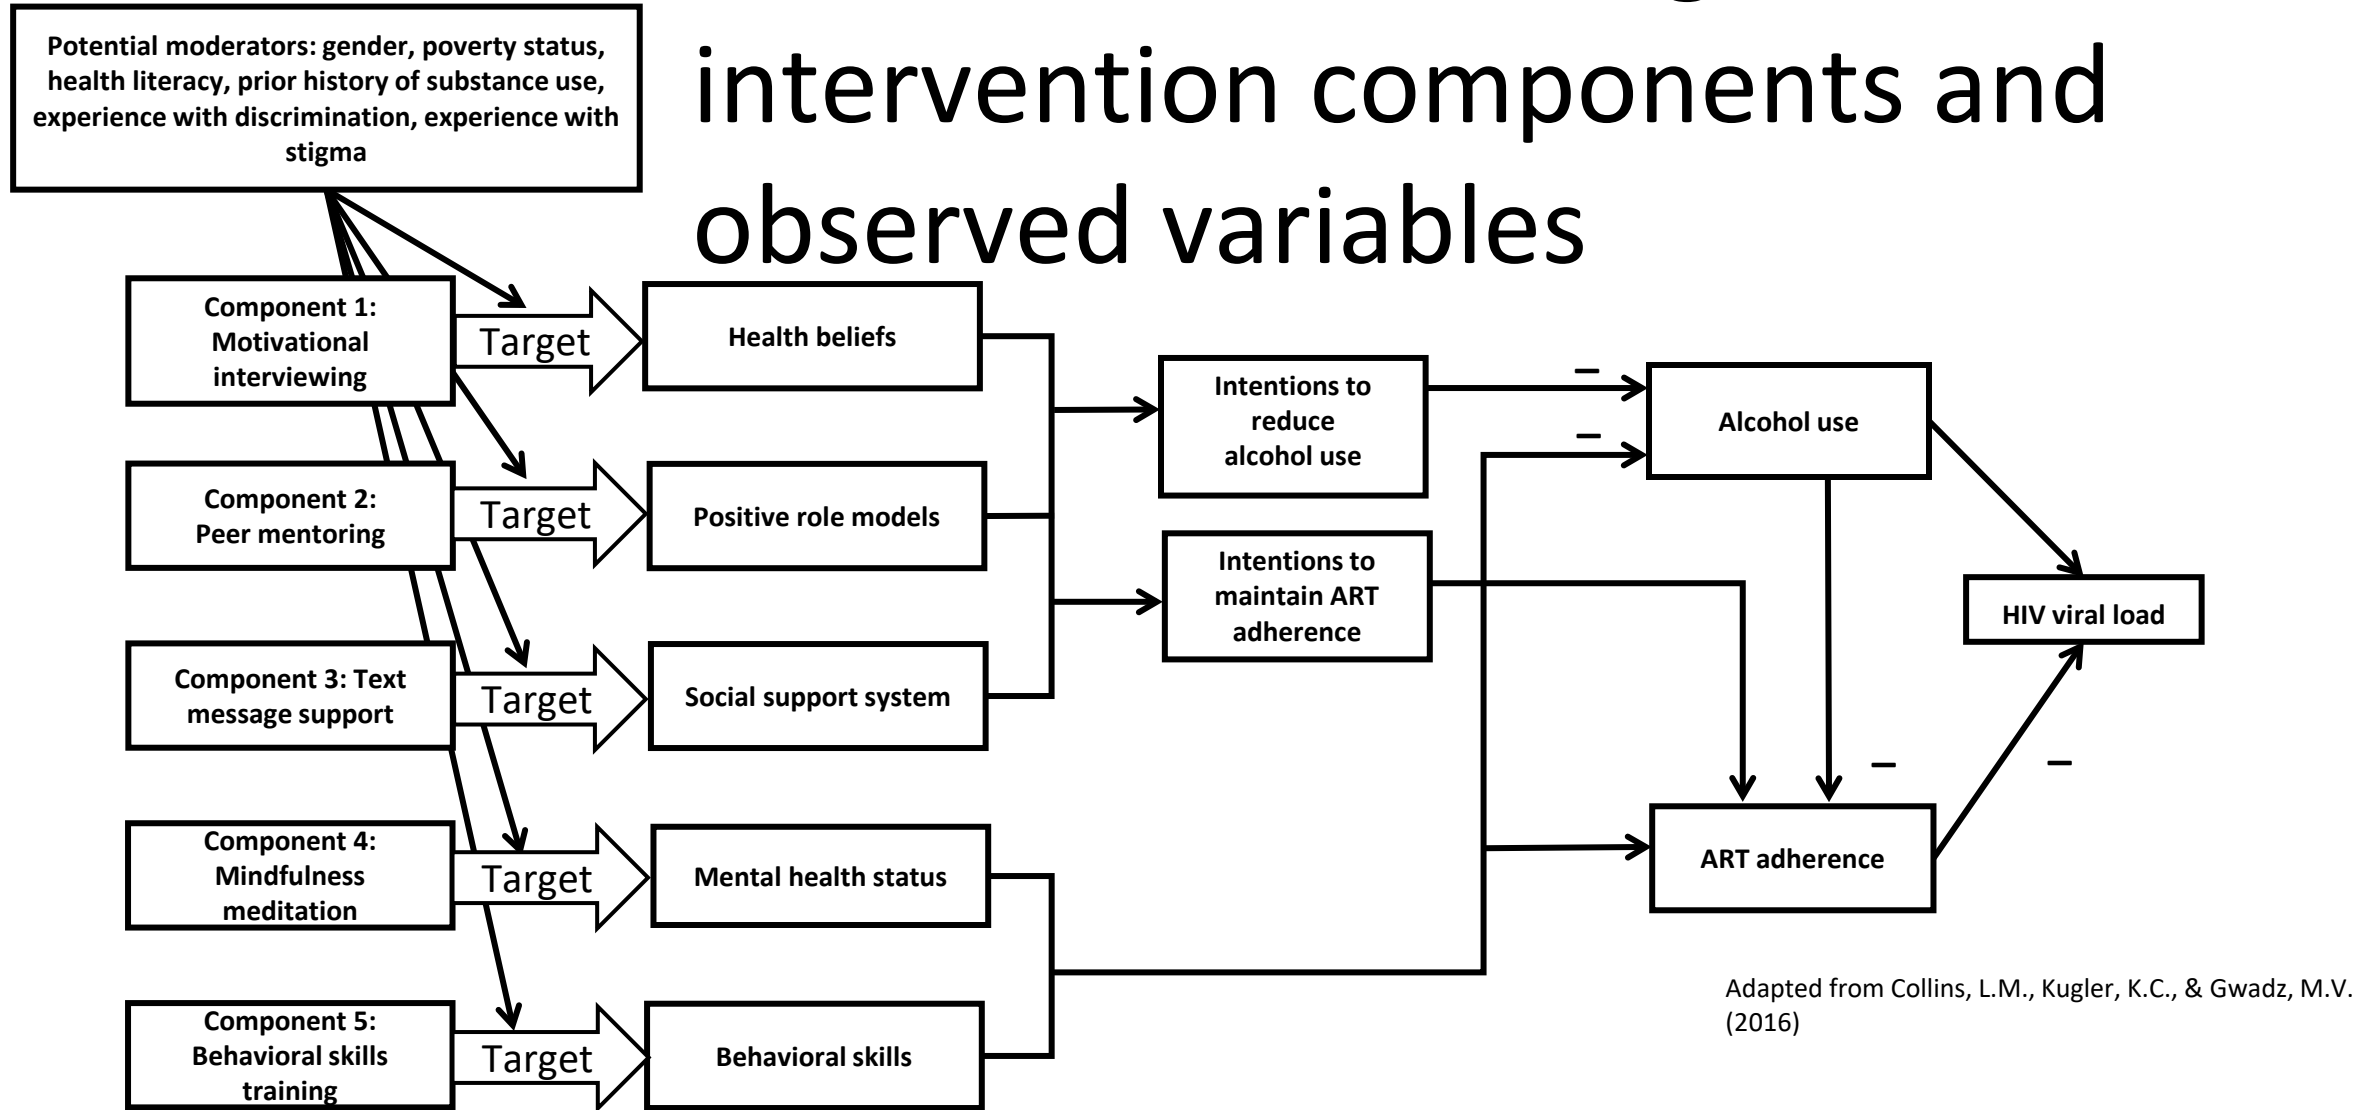 intervention components and
observed variables
Potential moderators: gender, poverty status,
health literacy, prior history of substance use,
experience with discrimination, experience with
stigma
Component 1:
Motivational
interviewing
Target
Health beliefs
Component 2:
Peer mentoring
Target
Positive role models
Component 3: Text
message support
Target
Social support system
Component 4:
Mindfulness
meditation
Target
Mental health status
Component 5:
Behavioral skills
training
Target
Behavioral skills
Intentions to
reduce
alcohol use
Intentions to
maintain ART
adherence
–
–
Alcohol use
HIV viral load
–
–
ART adherence
Adapted from Collins, L.M., Kugler, K.C., & Gwadz, M.V.
(2016)